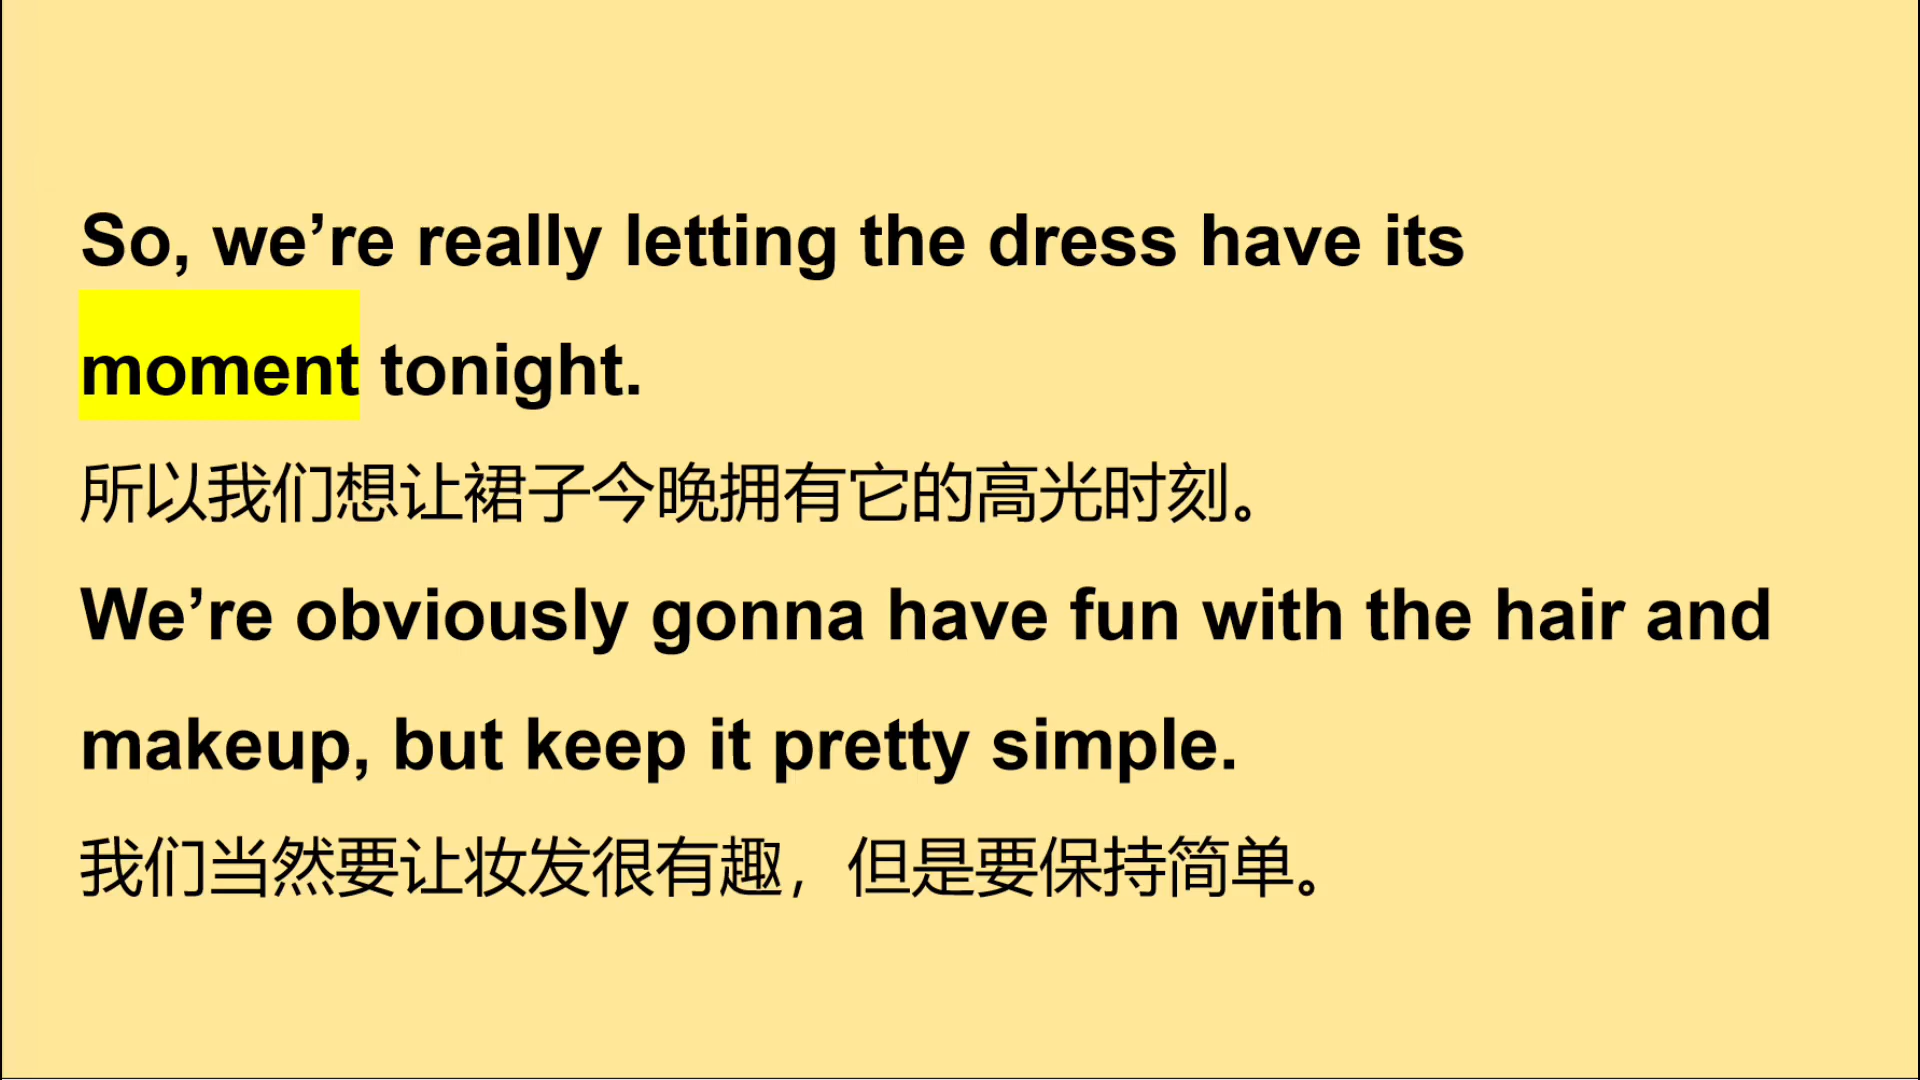 So, we’re really letting the dress have its
moment tonight.
所以我们想让裙子今晚拥有它的高光时刻。
We’re obviously gonna have fun with the hair and
makeup, but keep it pretty simple.
我们当然要让妆发很有趣，但是要保持简单。